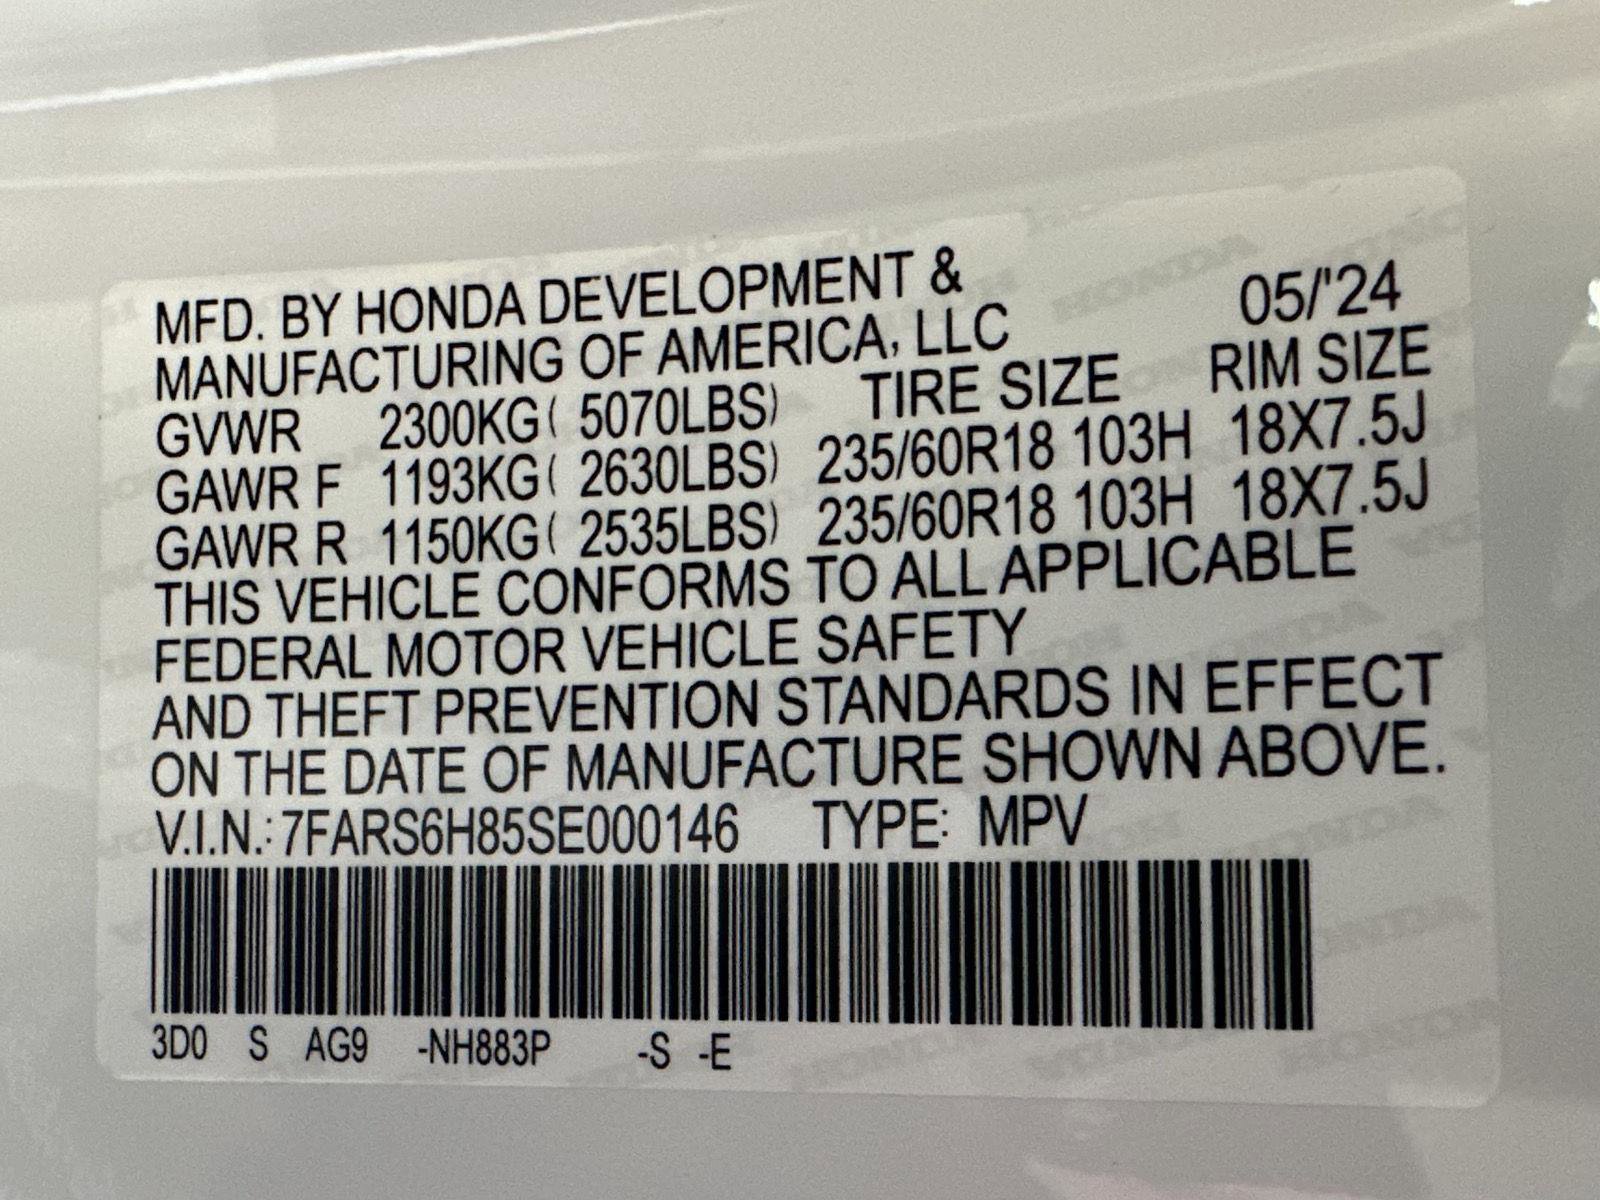 MFD. BY HONDA DEVELOPMENT &
MANUFACTURING OF AMERICA, LLC 05/'24
GVWR 2300KG( 5070LBS) TIRE SIZE RIM SIZE
GAWR F 1193KG( 2630LBS) 235/60R18 103H 18X7.5J
GAWR R 1150KG( 2535LBS) 235/60R18 103H 18X7.5J
THIS VEHICLE CONFORMS TO ALL APPLICABLE
FEDERAL MOTOR VEHICLE SAFETY
AND THEFT PREVENTION STANDARDS IN EFFECT
ON THE DATE OF MANUFACTURE SHOWN ABOVE.
V.I.N.:7FARS6H85SE000146 TYPE: MPV
3D0 S AG9 -NH883P -S -E